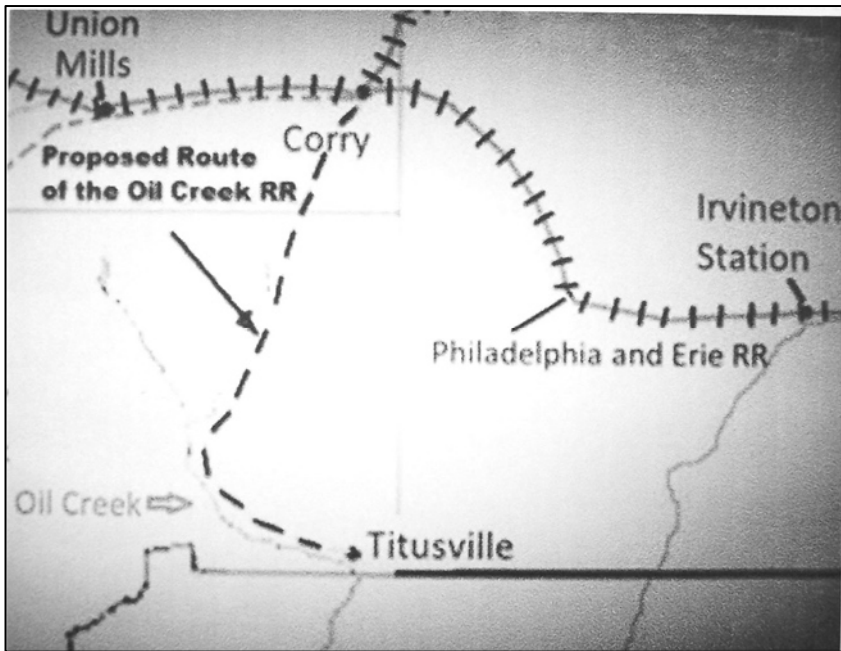 Union
Mills
Corry
Proposed Route
of the Oil Creek RR
Irvineton
Station
Philadelphia and Erie RR
Oil Creek
Titusville